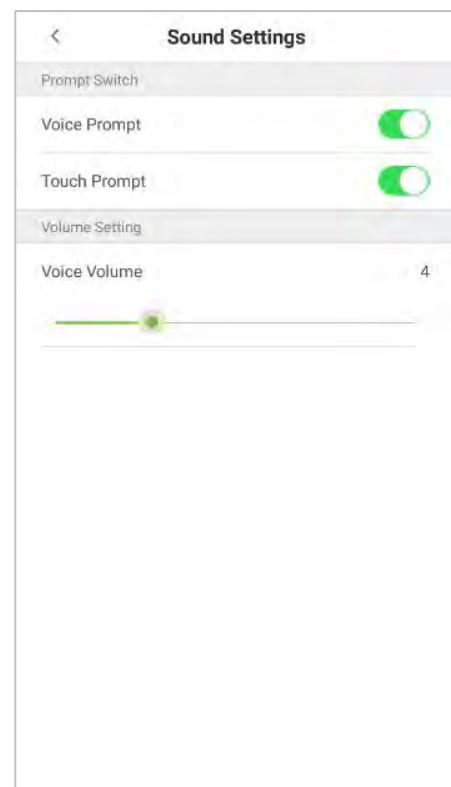 Sound Settings
Prompt Switch
Voice Prompt
Touch Prompt
Volume Setting
Voice Volume 4